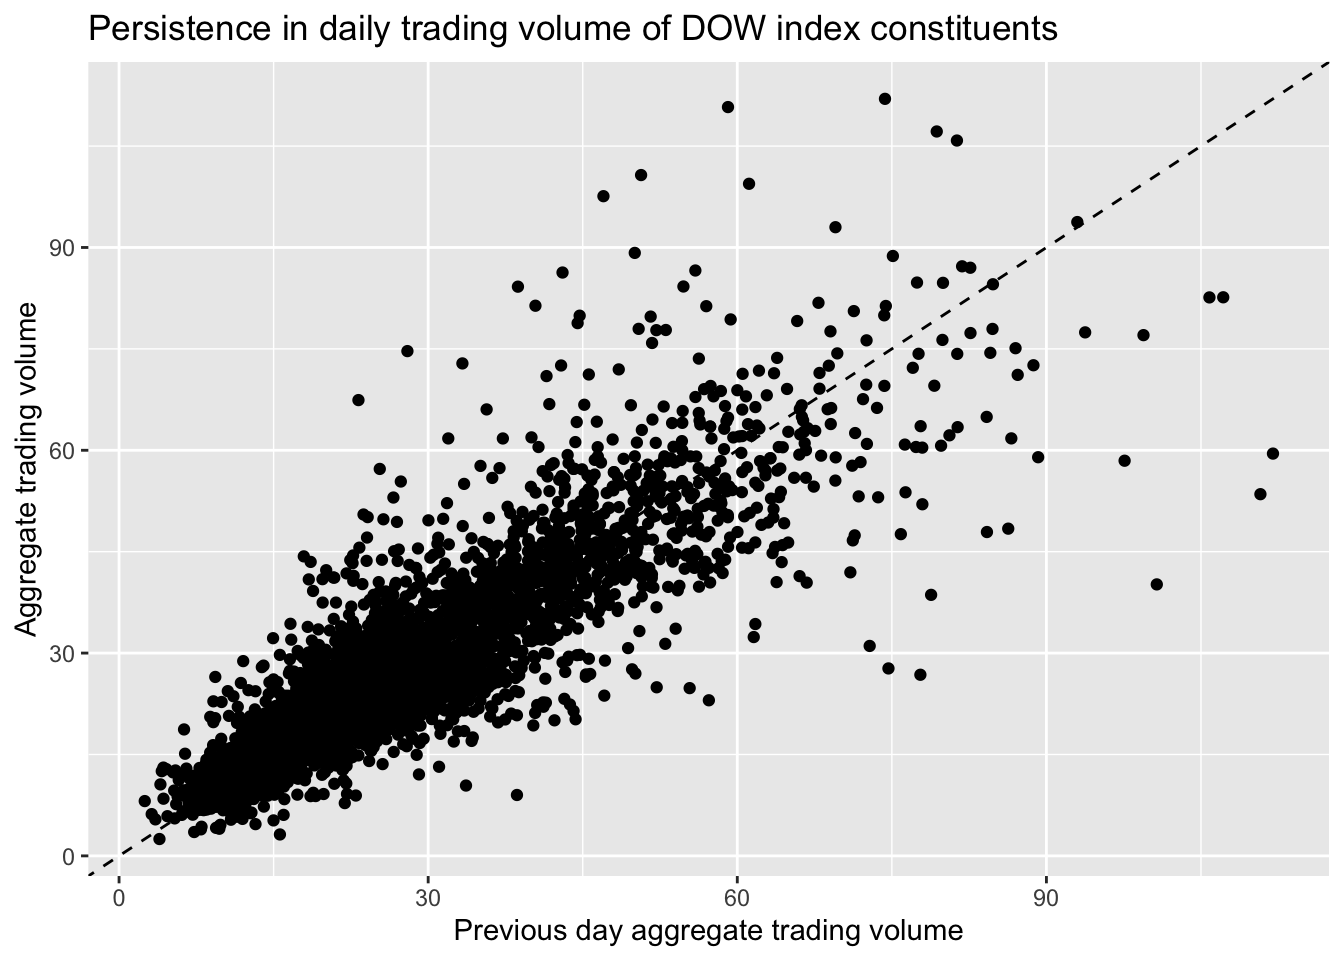 Persistence in daily trading volume of DOW index constituents
Aggregate trading volume
90
60
30
0
0 30 60 90
Previous day aggregate trading volume